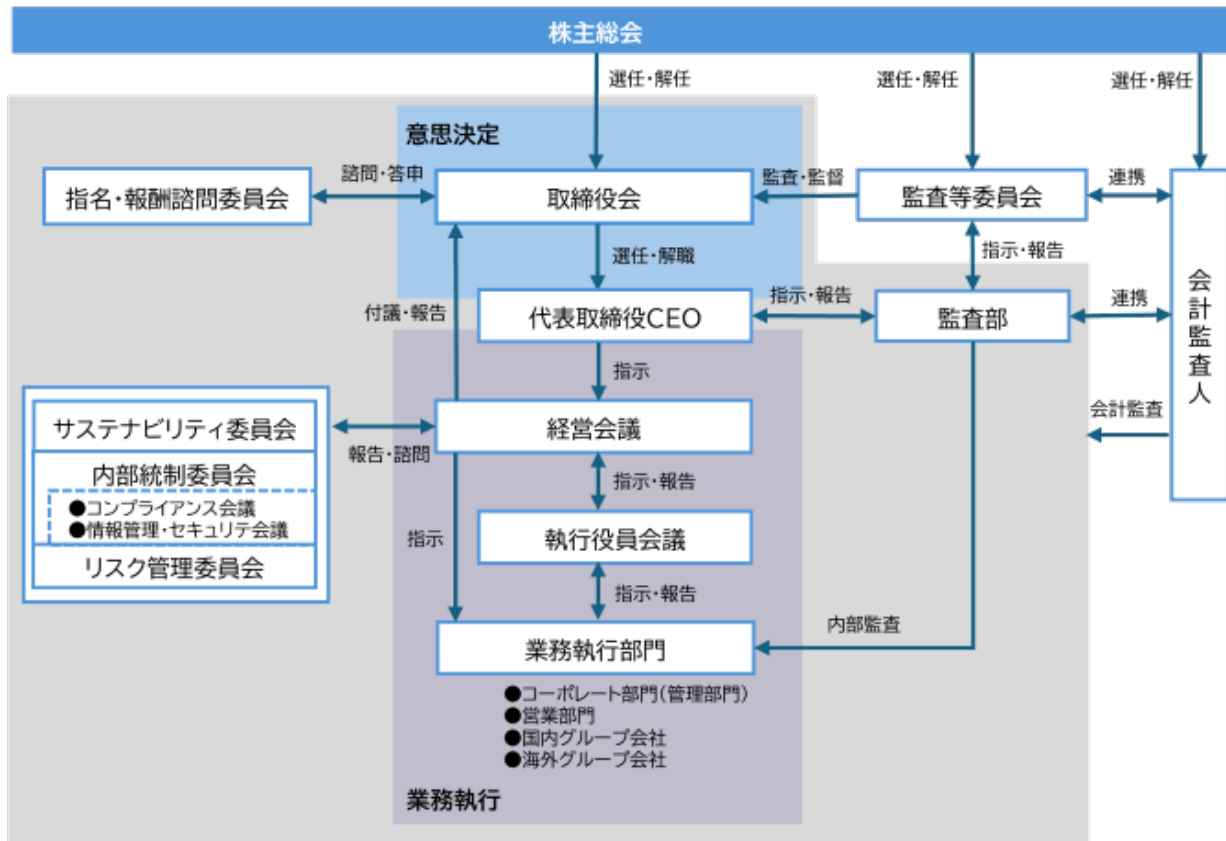 株主総会
選任・解任
選任・解任
選任・解任
意思決定
諮問・答申
監査・監督
連携
指名・報酬諮問委員会
取締役会
監査等委員会
選任・解職
指示・報告
会計監査人
付議・報告
代表取締役CEO
指示・報告
監査部
連携
指示
会計監査
サステナビリティ委員会
経営会議
報告・諮問
内部統制委員会
●コンプライアンス会議
●情報管理・セキュリテ会議
リスク管理委員会
指示・報告
指示
執行役員会議
指示・報告
内部監査
業務執行部門
●コーポレート部門(管理部門)
●営業部門
●国内グループ会社
●海外グループ会社
業務執行